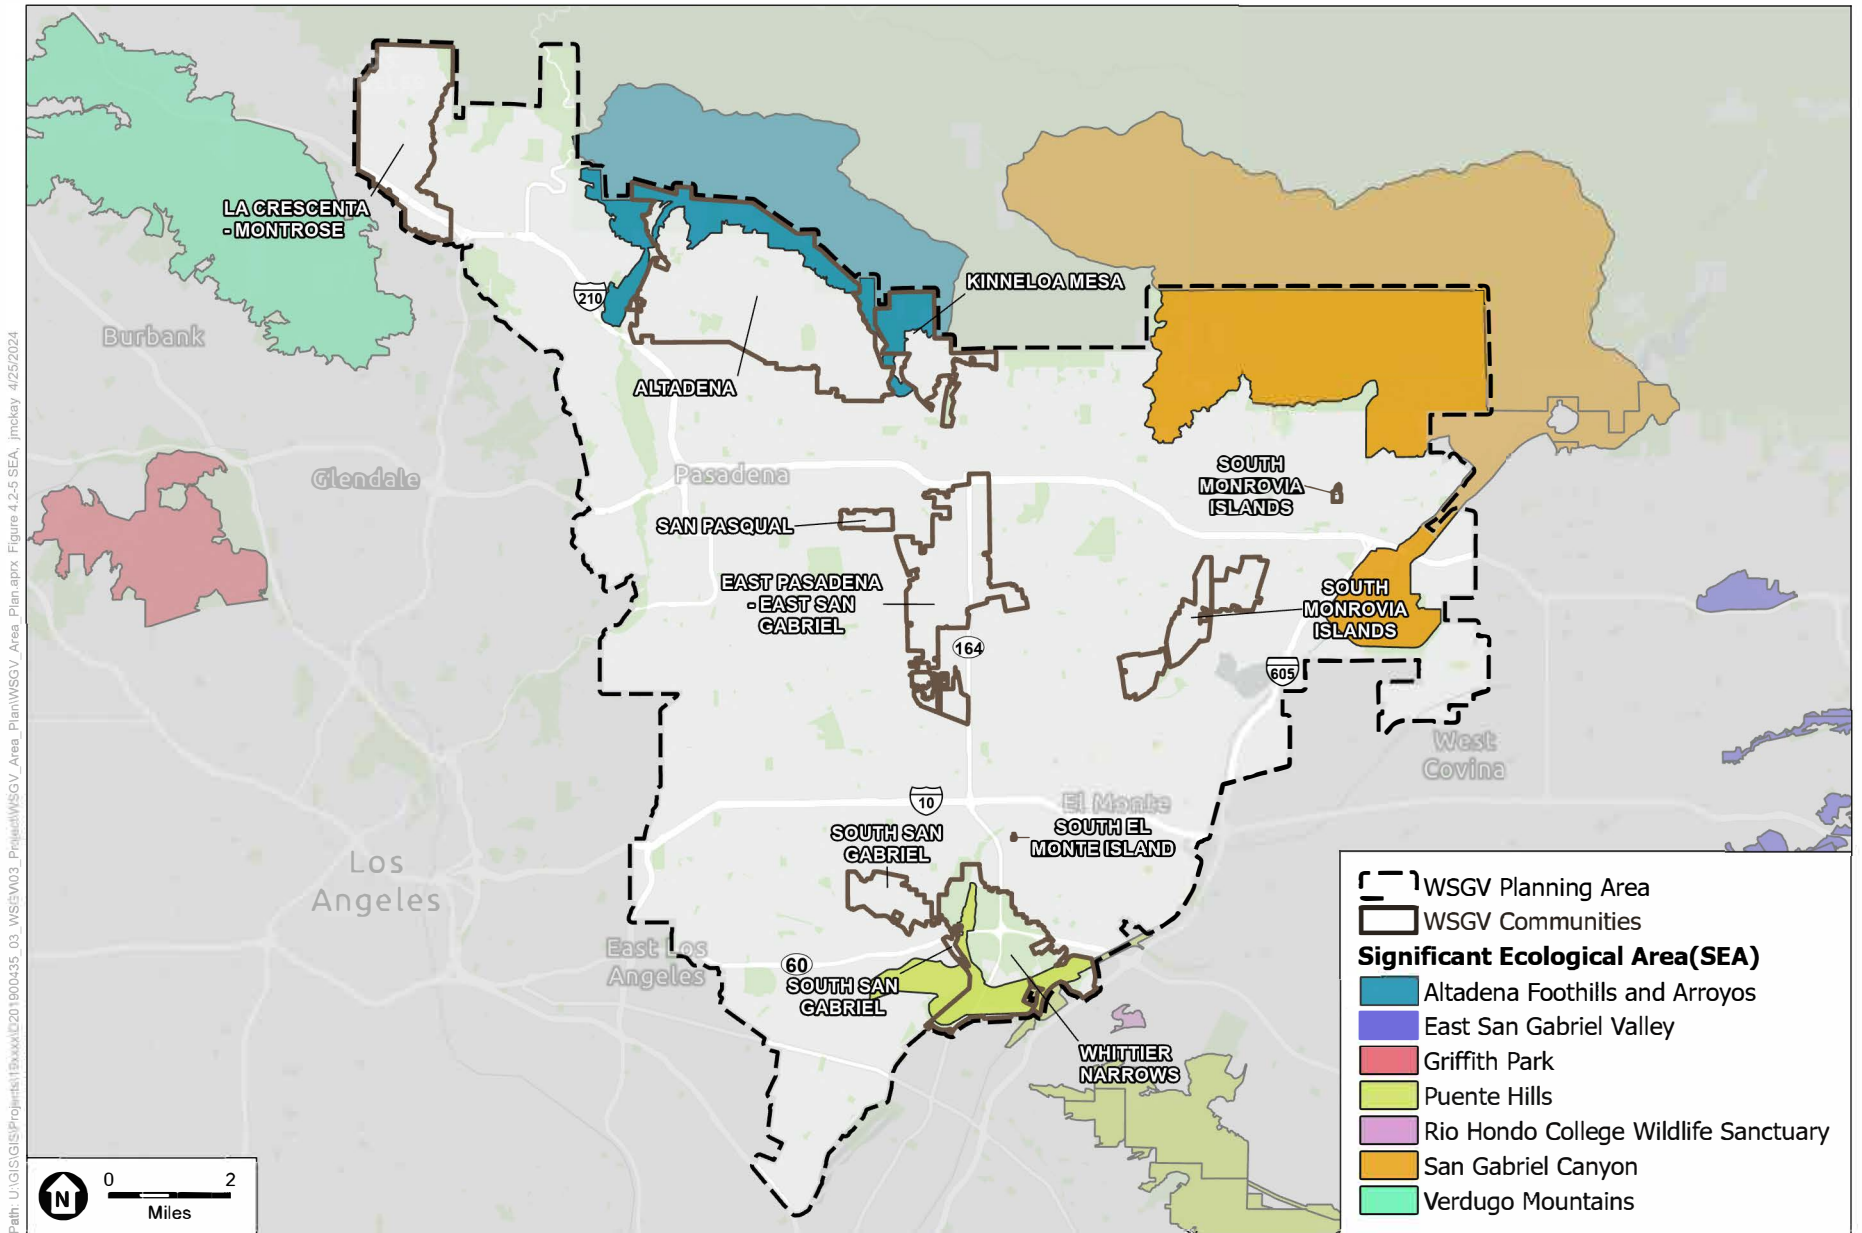 LA CRESCENTA
- MONTROSE
210
KINNELOA MESA
Burbank
ALTADENA
Glendale
Pasadena
SOUTH
MONROVIA
ISLANDS
SAN PASQUAL
EAST PASADENA
- EAST SAN
GABRIEL
SOUTH
MONROVIA
ISLANDS
164
605
West
Covina
10
El Monte
SOUTH SAN
GABRIEL
SOUTH EL
MONTE ISLAND
Los
Angeles
East Los
Angeles
60
SOUTH SAN
GABRIEL
WHITTIER
NARROWS
WSGV Planning Area
WSGV Communities
Significant Ecological Area(SEA)
Altadena Foothills and Arroyos
East San Gabriel Valley
Griffith Park
Puente Hills
Rio Hondo College Wildlife Sanctuary
San Gabriel Canyon
Verdugo Mountains
N
0 2
Miles